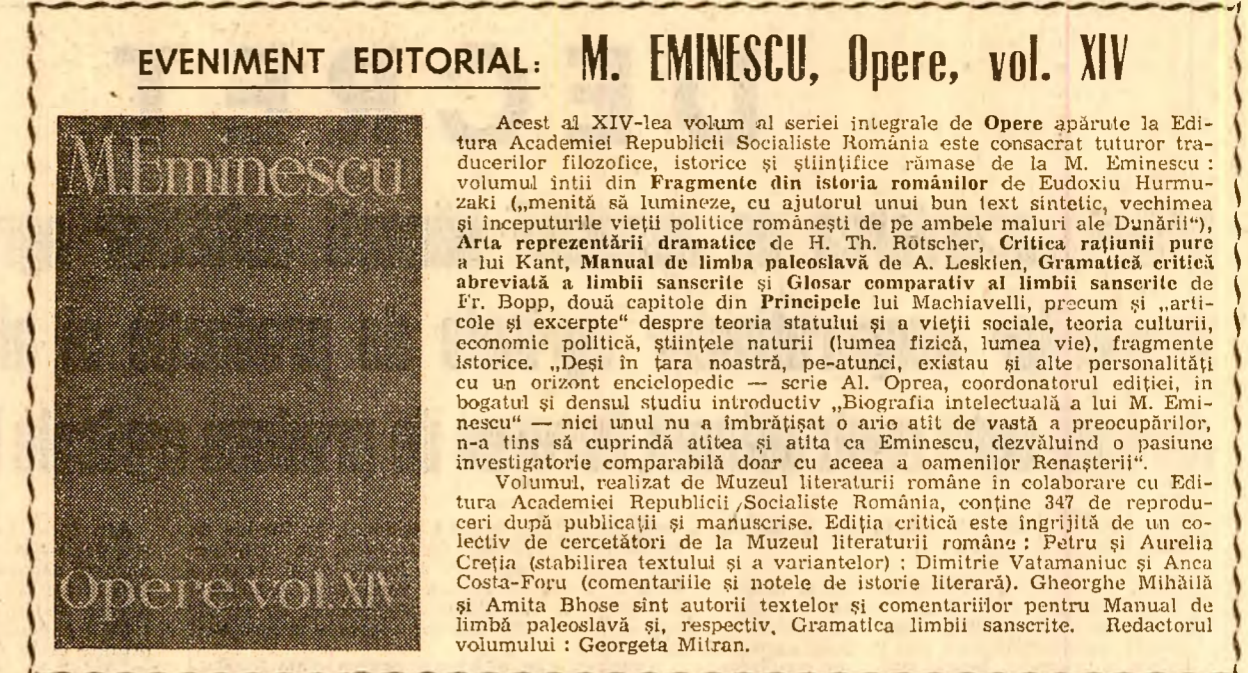 EVENIMENT EDITORIAL: M. EMINESCU, Opere, vol. XIV
M. Eminescu
Opere vol. XIV
Acest al XIV-lea volum al seriei integrale de Opere apărute la Edi-
tura Academiei Republicii Socialiste România este consacrat tuturor tra-
ducerilor filozofice, istorice și științifice rămase de la M. Eminescu :
volumul întîi din Fragmente din istoria românilor de Eudoxiu Hurmu-
zaki („menită să lumineze, cu ajutorul unui bun text sintetic, vechimea
și începuturile vieții politice românești de pe ambele maluri ale Dunării“),
Arta reprezentării dramatice de H. Th. Rötscher, Critica rațiunii pure
a lui Kant, Manual de limba paleoslavă de A. Leskien, Gramatică critică
abreviată a limbii sanscrite și Glosar comparativ al limbii sanscrite de
Fr. Bopp, două capitole din Principele lui Machiavelli, precum și „arti-
cole și excerpte“ despre teoria statului și a vieții sociale, teoria culturii,
economie politică, științele naturii (lumea fizică, lumea vie), fragmente
istorice. „Deși în țara noastră, pe-atunci, existau și alte personalități
cu un orizont enciclopedic — scrie Al. Oprea, coordonatorul ediției, în
bogatul și densul studiu introductiv „Biografia intelectuală a lui M. Emi-
nescu“ — nici unul nu a îmbrățișat o arie atît de vastă a preocupărilor,
n-a tins să cuprindă atîtea și atîta ca Eminescu, dezvăluind o pasiune
investigatorie comparabilă doar cu aceea a oamenilor Renașterii“.
Volumul, realizat de Muzeul literaturii române în colaborare cu Edi-
tura Academiei Republicii Socialiste România, conține 347 de reprodu-
ceri după publicații și manuscrise. Ediția critică este îngrijită de un co-
lectiv de cercetători de la Muzeul literaturii române : Petru și Aurelia
Creția (stabilirea textului și a variantelor) ; Dimitrie Vatamaniuc și Anca
Costa-Foru (comentariile și notele de istorie literară). Gheorghe Mihăilă
și Amita Bhose sînt autorii textelor și comentariilor pentru Manual de
limbă paleoslavă și, respectiv, Gramatica limbii sanscrite. Redactorul
volumului : Georgeta Mitran.